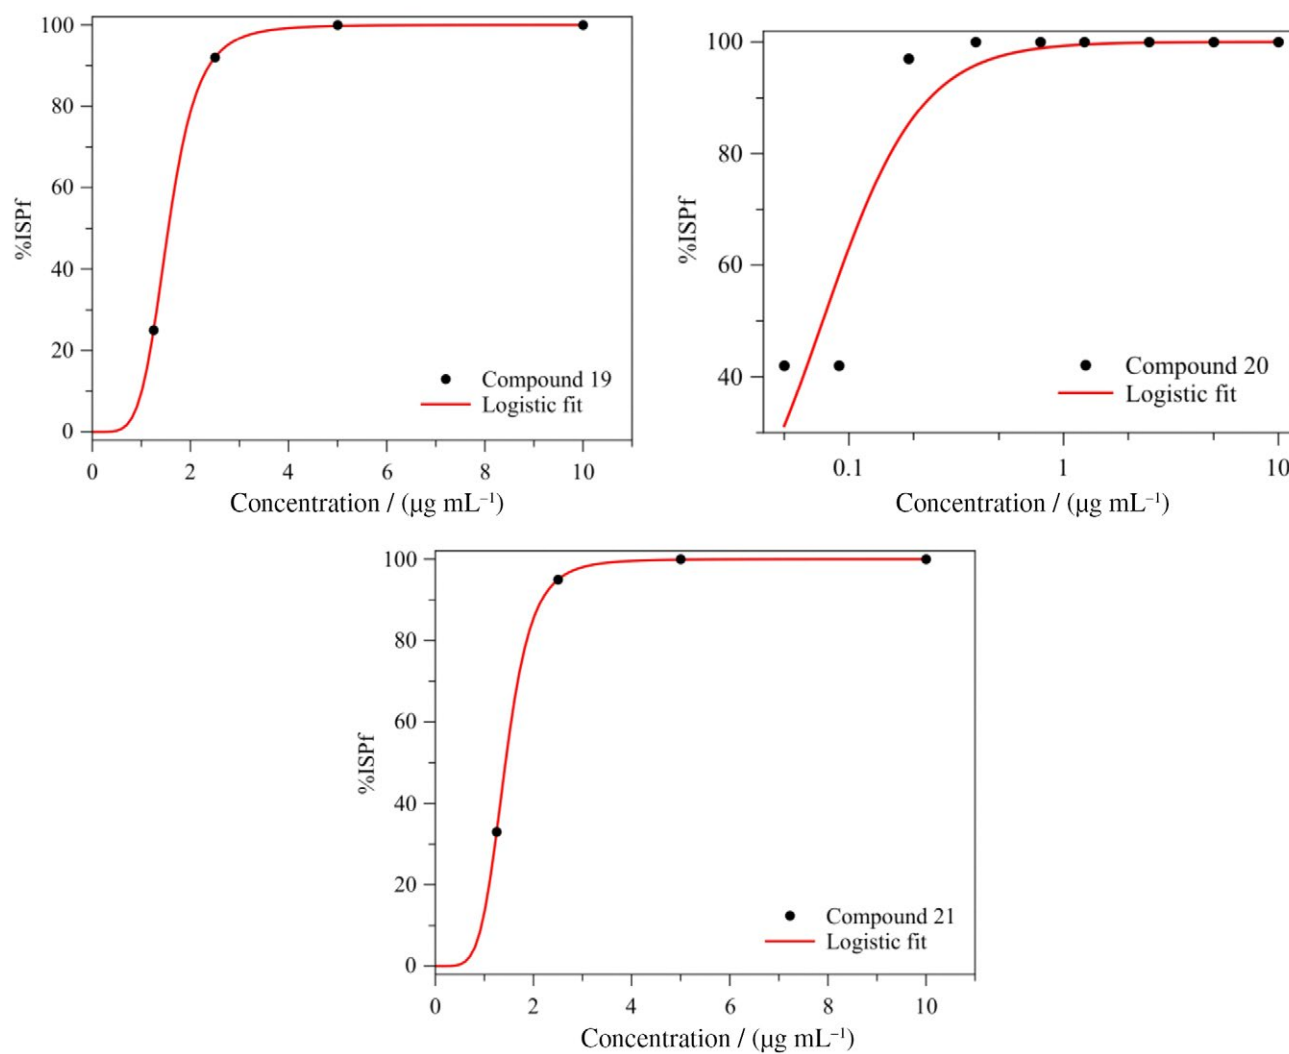 100
80
60
40
20
0
%ISPf
Compound 19
Logistic fit
0 2 4 6 8 10
Concentration / (µg mL⁻¹)
100
80
60
40
%ISPf
Compound 20
Logistic fit
0.1 1 10
Concentration / (µg mL⁻¹)
100
80
60
40
20
0
%ISPf
Compound 21
Logistic fit
0 2 4 6 8 10
Concentration / (µg mL⁻¹)